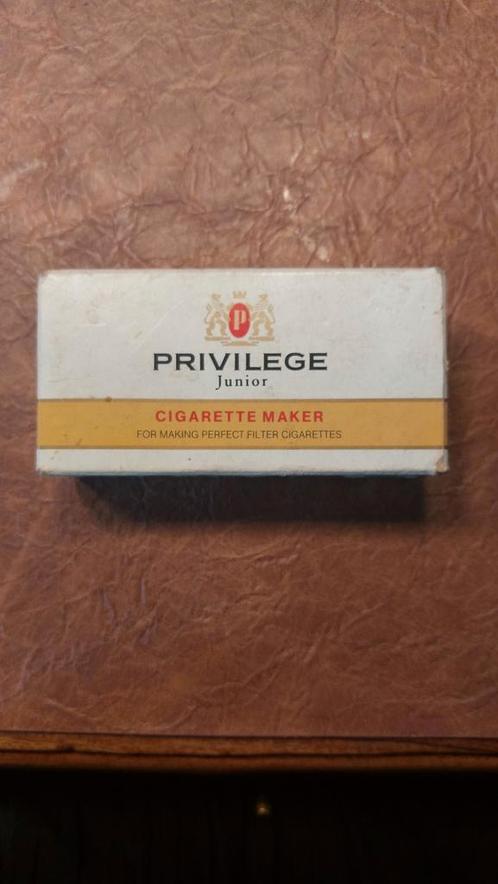 P
PRIVILEGE
Junior
CIGARETTE MAKER
FOR MAKING PERFECT FILTER CIGARETTES